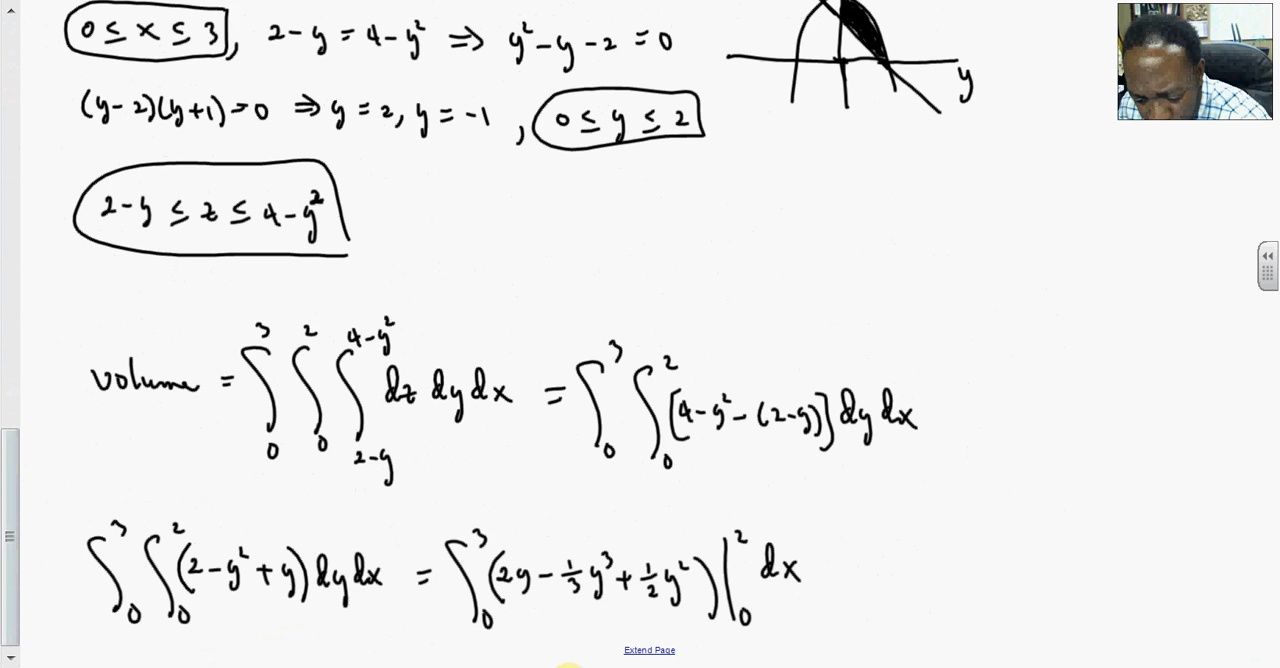 0 ≤ x ≤ 3, 2-y = 4-y² ⇒ y²-y-2 = 0
y
(y-2)(y+1)=0 ⇒ y = 2, y = -1, 0 ≤ y ≤ 2
2-y ≤ z ≤ 4-y²
volume = ∫₀³ ∫₀² ∫_{2-y}^{4-y²} dz dy dx = ∫₀³ ∫₀² [4-y²-(2-y)] dy dx
∫₀³ ∫₀² (2-y²+y) dy dx = ∫₀³ (2y - ⅓y³ + ½y²)|₀² dx
Extend Page